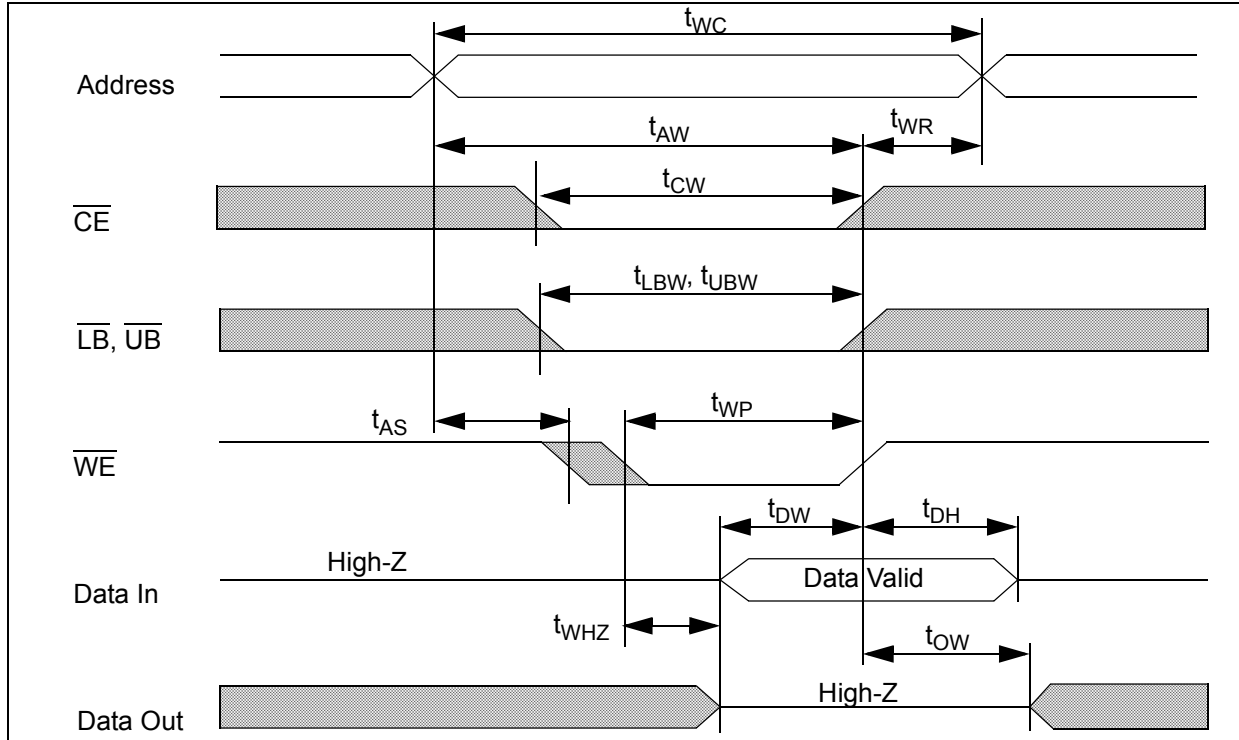 tWC
Address
tAW
tWR
tCW
CE
tLBW, tUBW
LB, UB
tAS
tWP
WE
tDW
tDH
High-Z
Data Valid
Data In
tWHZ
tOW
High-Z
Data Out